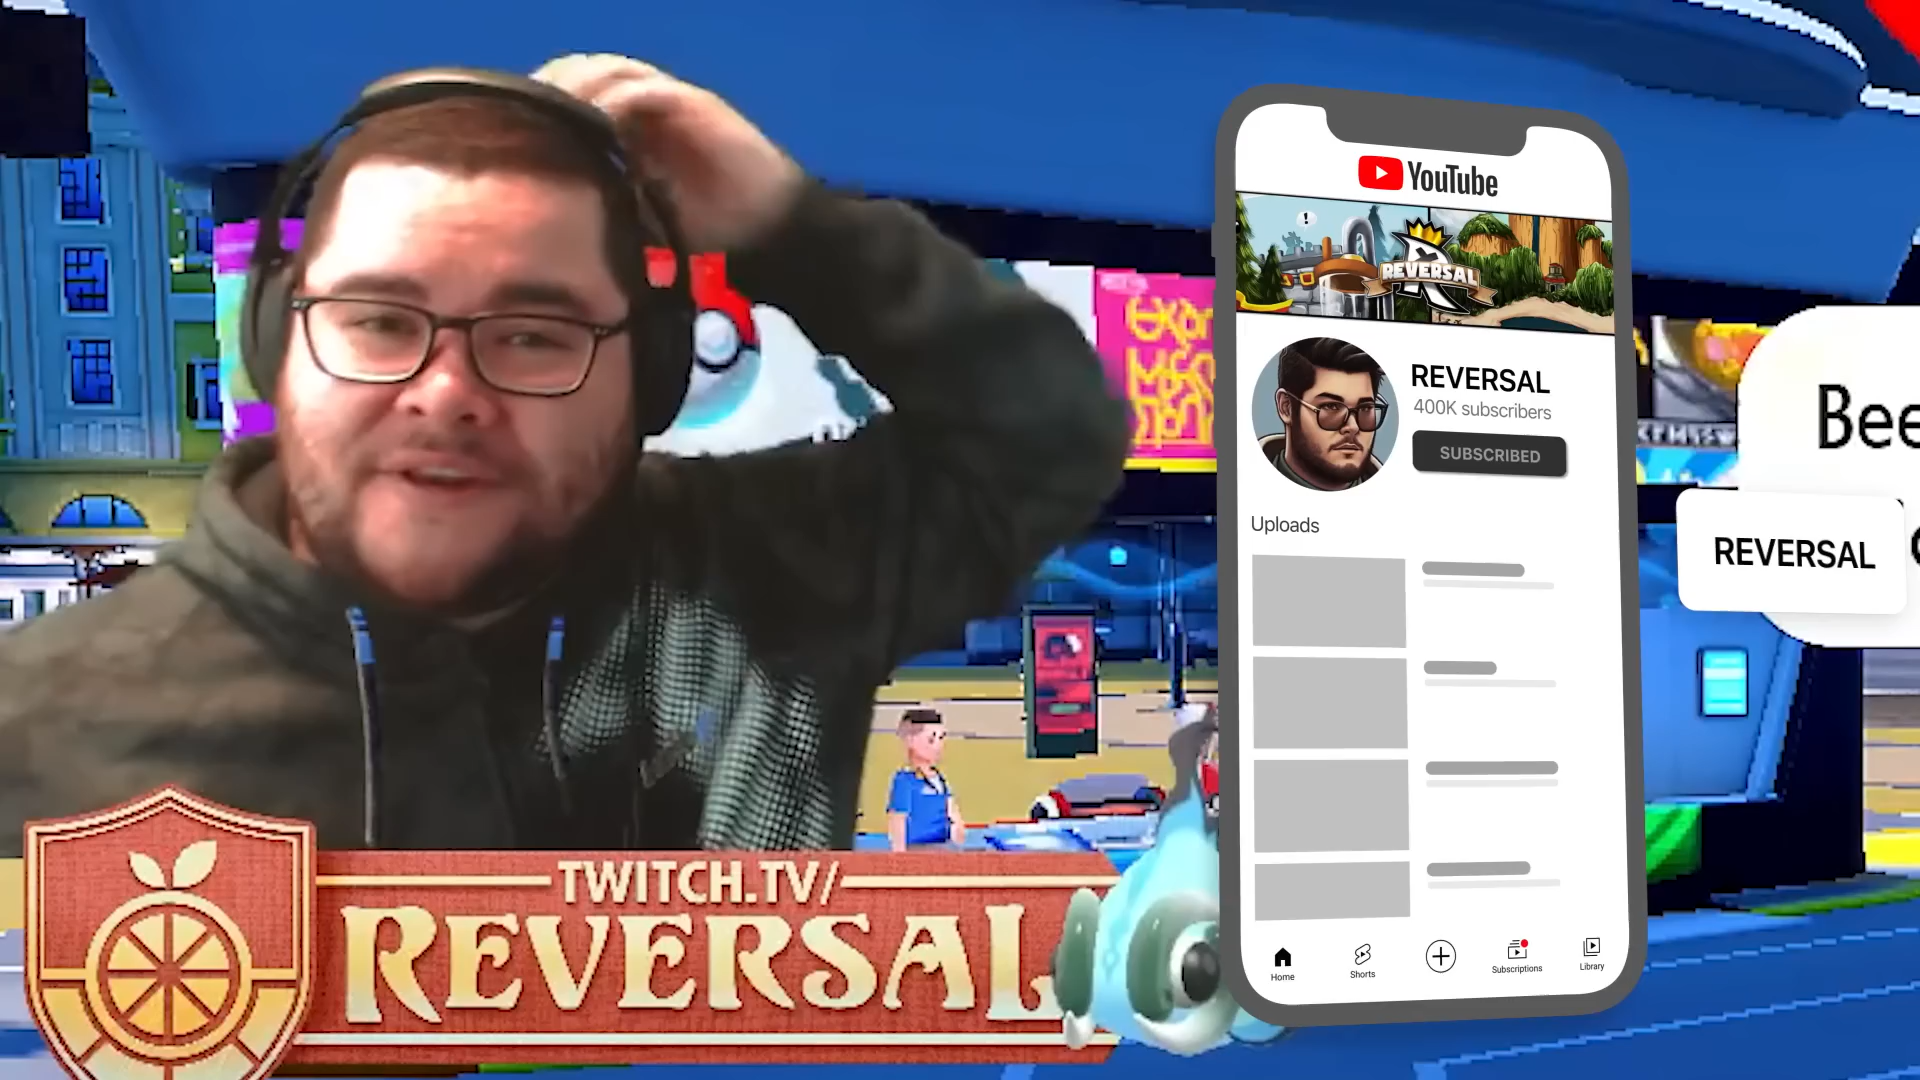 YouTube
!
REVERSAL
REVERSAL
400K subscribers
SUBSCRIBED
Uploads
Home
Shorts
Subscriptions
Library
Bee
REVERSAL
TWITCH.TV/
REVERSAL